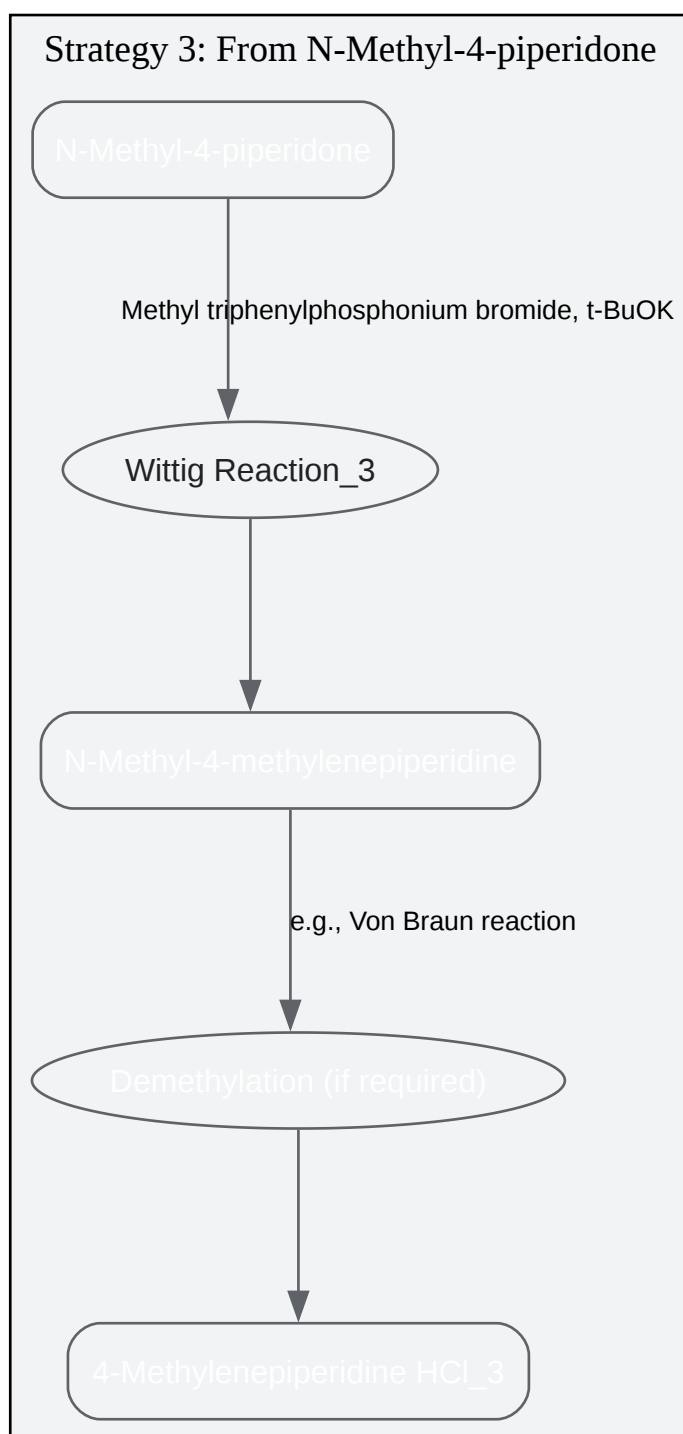 Strategy 3: From N-Methyl-4-piperidone
N-Methyl-4-piperidone
Methyl triphenylphosphonium bromide, t-BuOK
Wittig Reaction_3
N-Methyl-4-methylenepiperidine
e.g., Von Braun reaction
Demethylation (if required)
4-Methylenepiperidine HCl_3